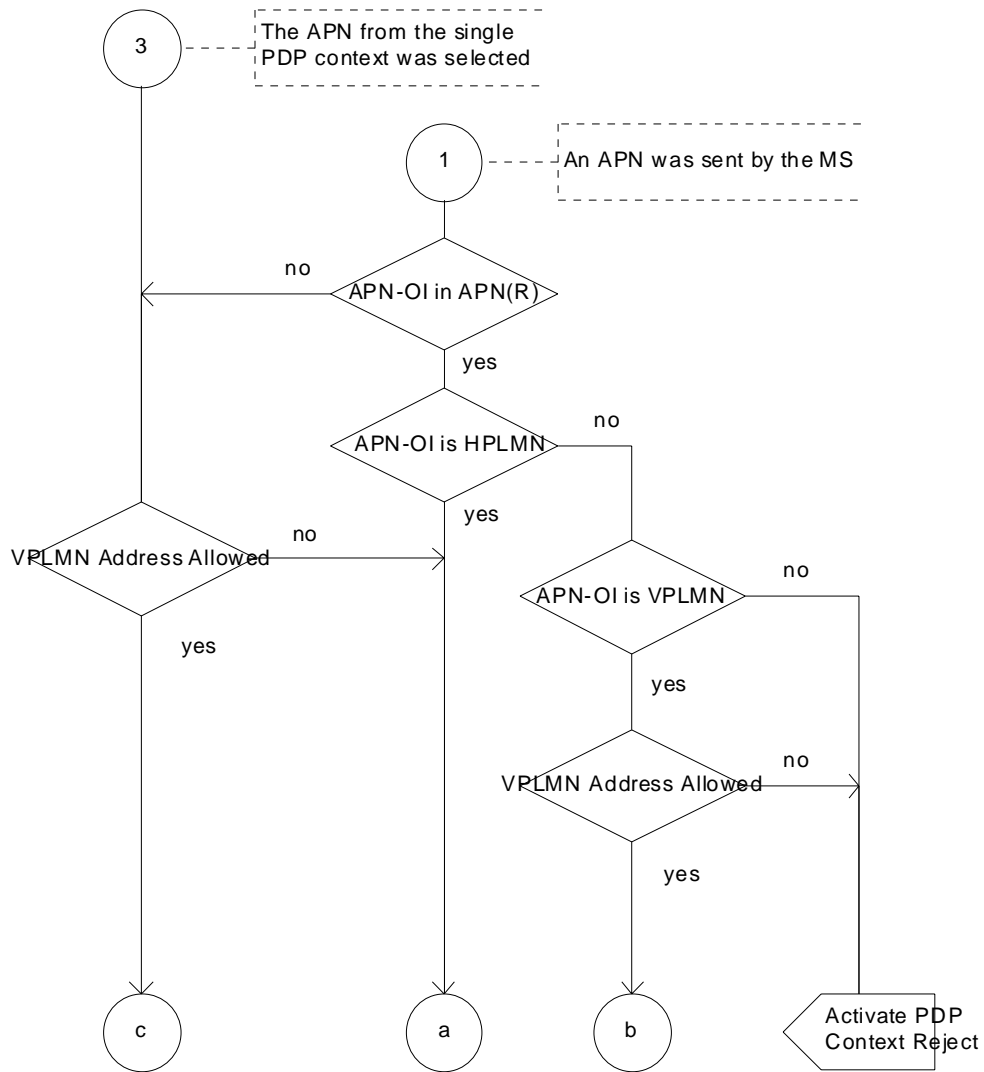 3
The APN from the single
PDP context was selected
1
An APN was sent by the MS
no
APN-OI in APN(R)
yes
no
APN-OI is HPLMN
yes
no
VPLMN Address Allowed
no
APN-OI is VPLMN
yes
yes
no
VPLMN Address Allowed
yes
c
a
b
Activate PDP
Context Reject